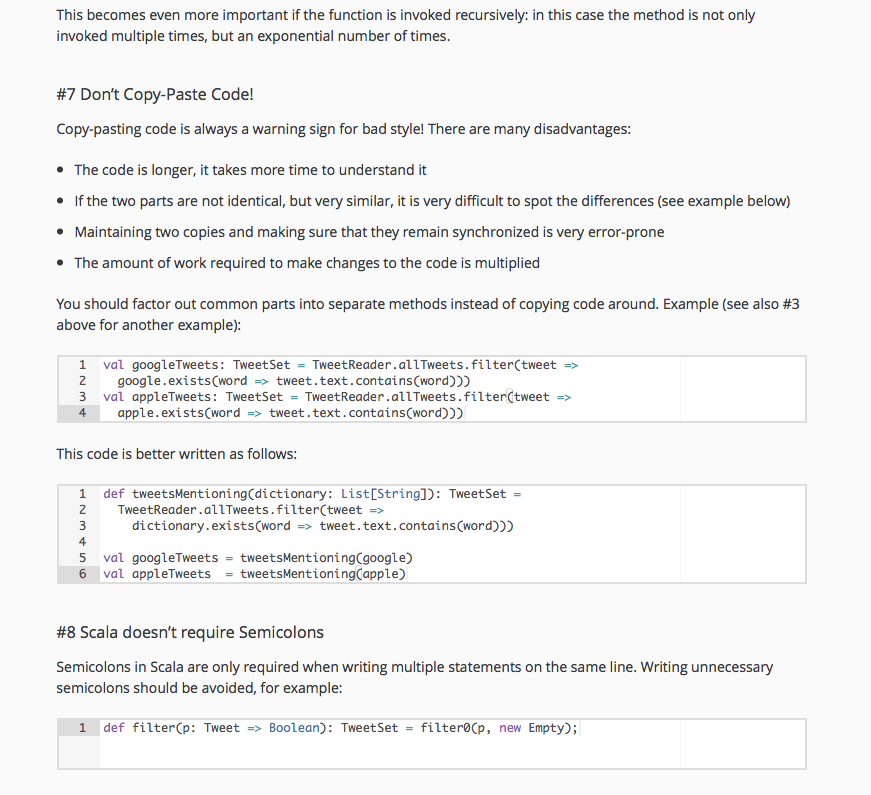 This becomes even more important if the function is invoked recursively: in this case the method is not only
invoked multiple times, but an exponential number of times.
#7 Don't Copy-Paste Code!
Copy-pasting code is always a warning sign for bad style! There are many disadvantages:
• The code is longer, it takes more time to understand it
• If the two parts are not identical, but very similar, it is very difficult to spot the differences (see example below)
• Maintaining two copies and making sure that they remain synchronized is very error-prone
• The amount of work required to make changes to the code is multiplied
You should factor out common parts into separate methods instead of copying code around. Example (see also #3
above for another example):
1 val googleTweets: TweetSet = TweetReader.allTweets.filter(tweet =>
2   google.exists(word => tweet.text.contains(word)))
3 val appleTweets: TweetSet = TweetReader.allTweets.filter(tweet =>
4   apple.exists(word => tweet.text.contains(word)))
This code is better written as follows:
1 def tweetsMentioning(dictionary: List[String]): TweetSet =
2   TweetReader.allTweets.filter(tweet =>
3     dictionary.exists(word => tweet.text.contains(word)))
4
5 val googleTweets = tweetsMentioning(google)
6 val appleTweets  = tweetsMentioning(apple)
#8 Scala doesn't require Semicolons
Semicolons in Scala are only required when writing multiple statements on the same line. Writing unnecessary
semicolons should be avoided, for example:
1 def filter(p: Tweet => Boolean): TweetSet = filter0(p, new Empty);